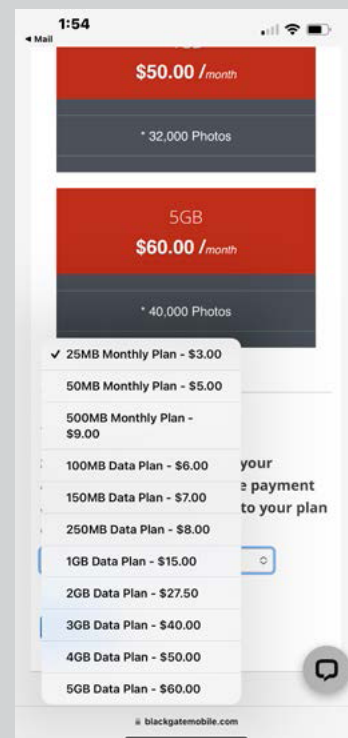 1:54
Mail
$50.00 /month
* 32,000 Photos
5GB
$60.00 /month
* 40,000 Photos
✓ 25MB Monthly Plan - $3.00
50MB Monthly Plan - $5.00
500MB Monthly Plan -
$9.00
100MB Data Plan - $6.00
your
150MB Data Plan - $7.00
payment
250MB Data Plan - $8.00
to your plan
1GB Data Plan - $15.00
2GB Data Plan - $27.50
3GB Data Plan - $40.00
4GB Data Plan - $50.00
5GB Data Plan - $60.00
blackgatemobile.com